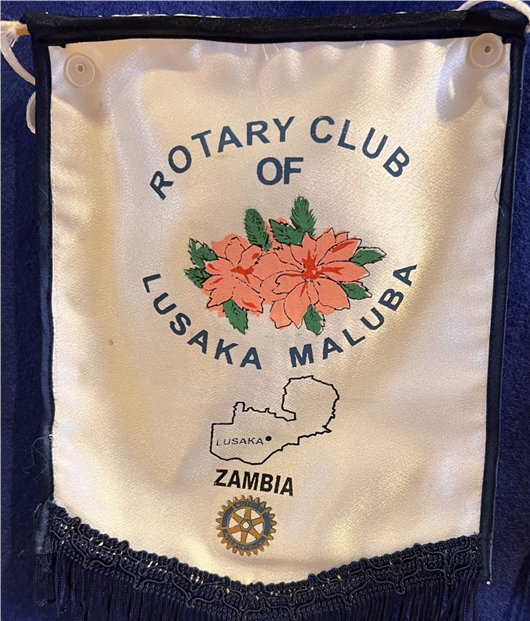 ROTARY CLUB
OF
LUSAKA MALUBA
LUSAKA
ZAMBIA